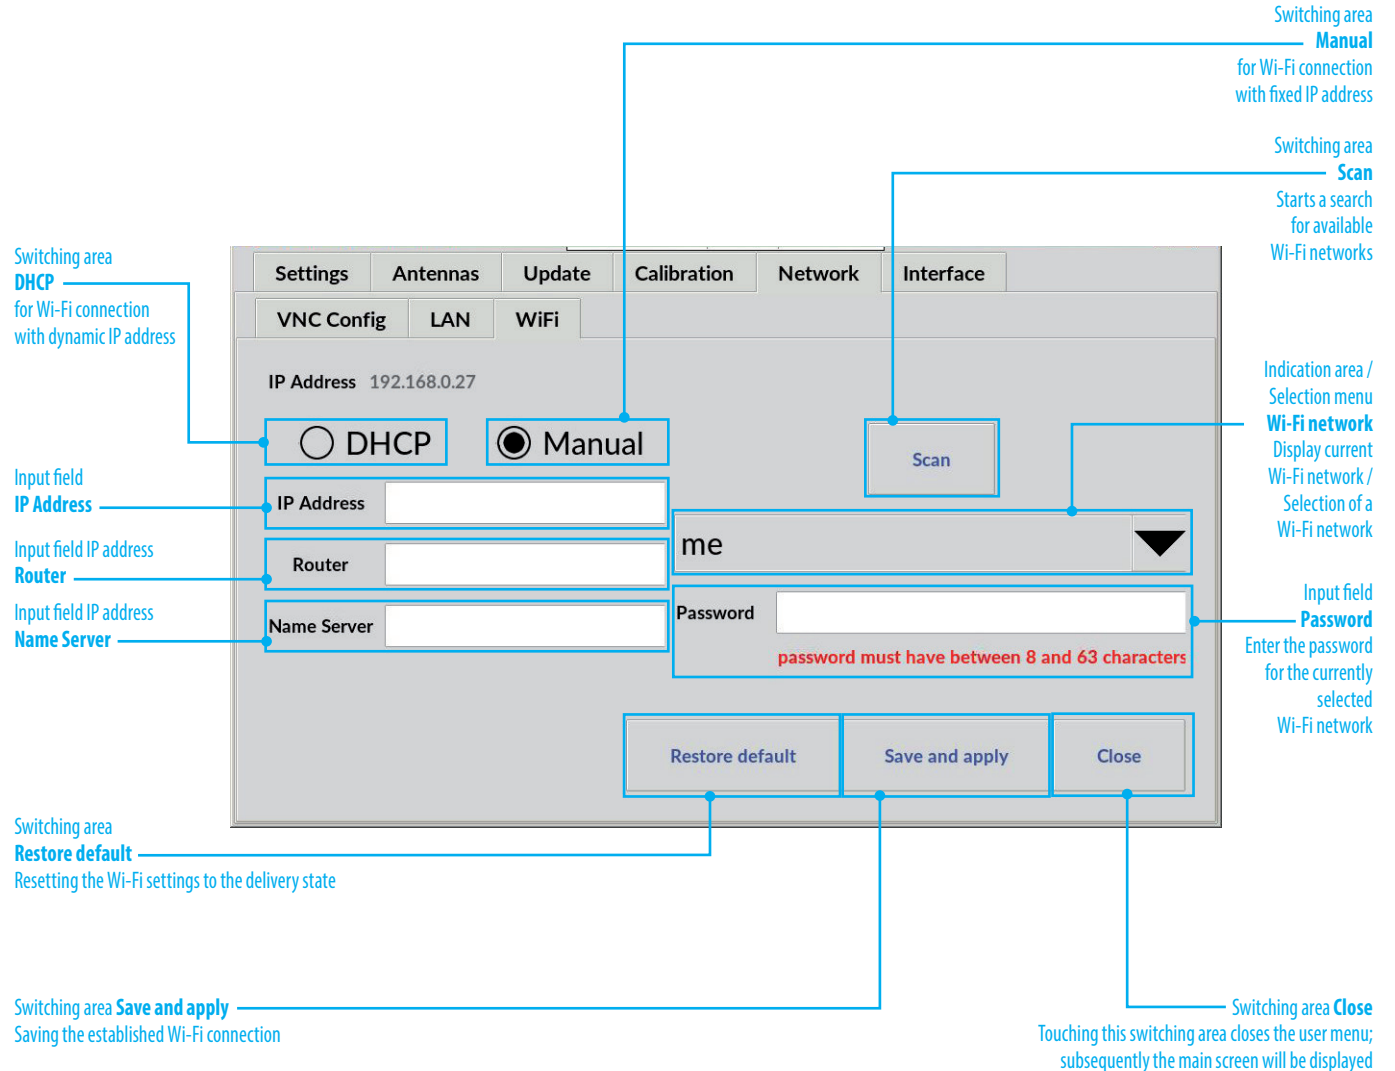 Switching area
Manual
for Wi-Fi connection
with fixed IP address
Switching area
Scan
Starts a search
for available
Wi-Fi networks
Switching area
DHCP
for Wi-Fi connection
with dynamic IP address
Settings Antennas Update Calibration Network Interface
VNC Config LAN WiFi
IP Address 192.168.0.27
DHCP Manual
Scan
Indication area /
Selection menu
Wi-Fi network
Display current
Wi-Fi network /
Selection of a
Wi-Fi network
Input field
IP Address
IP Address
Input field IP address
Router
Router
me
Input field IP address
Name Server
Name Server
Password
password must have between 8 and 63 characters
Input field
Password
Enter the password
for the currently
selected
Wi-Fi network
Restore default Save and apply Close
Switching area
Restore default
Resetting the Wi-Fi settings to the delivery state
Switching area Save and apply
Saving the established Wi-Fi connection
Switching area Close
Touching this switching area closes the user menu;
subsequently the main screen will be displayed